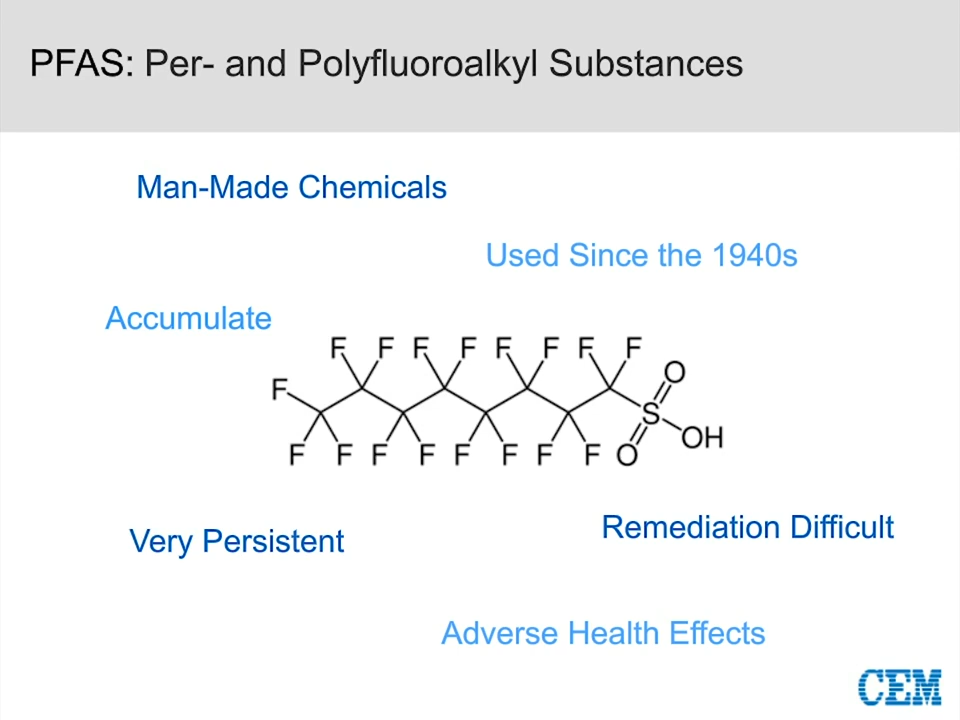 PFAS: Per- and Polyfluoroalkyl Substances
Man-Made Chemicals
Used Since the 1940s
Accumulate
F F F F F F F F
F O
S
OH
F F F F F F F F O
Very Persistent
Remediation Difficult
Adverse Health Effects
CEM